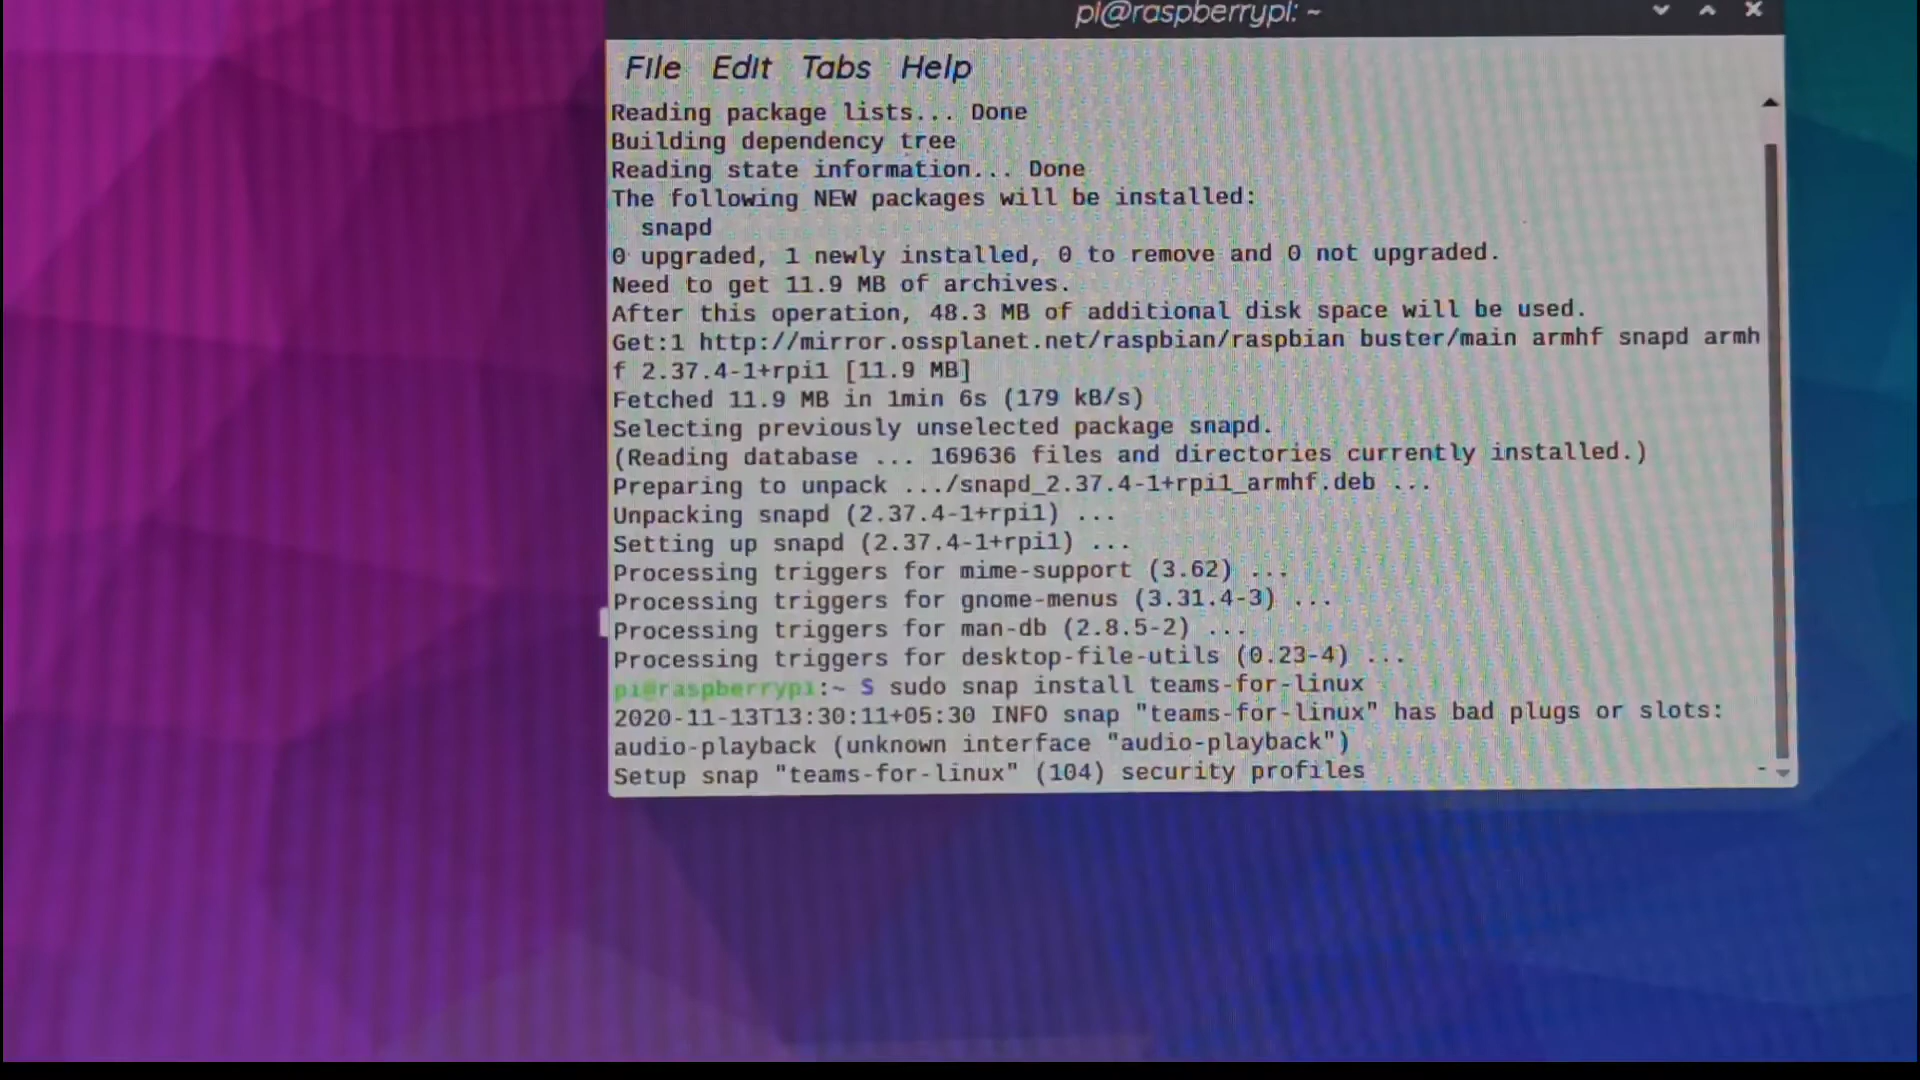 pi@raspberrypi: ~
File Edit Tabs Help
Reading package lists... Done
Building dependency tree
Reading state information... Done
The following NEW packages will be installed:
snapd
0 upgraded, 1 newly installed, 0 to remove and 0 not upgraded.
Need to get 11.9 MB of archives.
After this operation, 48.3 MB of additional disk space will be used.
Get:1 http://mirror.ossplanet.net/raspbian/raspbian buster/main armhf snapd armh
f 2.37.4-1+rpi1 [11.9 MB]
Fetched 11.9 MB in 1min 6s (179 kB/s)
Selecting previously unselected package snapd.
(Reading database ... 169636 files and directories currently installed.)
Preparing to unpack .../snapd_2.37.4-1+rpi1_armhf.deb ...
Unpacking snapd (2.37.4-1+rpi1) ...
Setting up snapd (2.37.4-1+rpi1) ...
Processing triggers for mime-support (3.62) ...
Processing triggers for gnome-menus (3.31.4-3) ...
Processing triggers for man-db (2.8.5-2) ...
Processing triggers for desktop-file-utils (0.23-4) ...
pi@raspberrypi:~ $ sudo snap install teams-for-linux
2020-11-13T13:30:11+05:30 INFO snap "teams-for-linux" has bad plugs or slots:
audio-playback (unknown interface "audio-playback")
Setup snap "teams-for-linux" (104) security profiles -